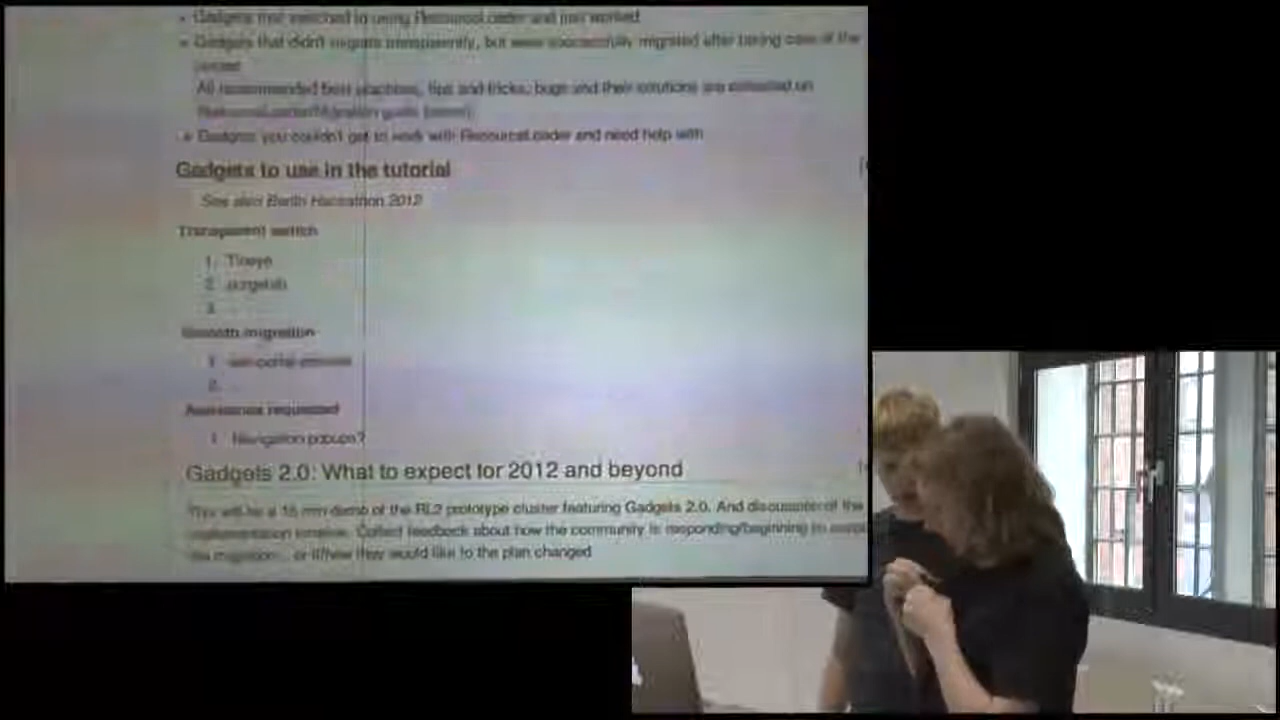 Gadgets that switched to using ResourceLoader and just worked
Gadgets that didn't migrate transparently, but were successfully migrated after taking care of the
All recommended best practices, tips and tricks, bugs and their solutions are collected on
ResourceLoader/Migration guide (users)
Gadgets you couldn't get to work with ResourceLoader and need help with
Gadgets to use in the tutorial
See also Berlin Hackathon 2012
Transparent switch
1. Tineye
2. purgetab
3.
Smooth migration
1.
2.
Assistance requested
1. Navigation popups?
Gadgets 2.0: What to expect for 2012 and beyond
This will be a 15 min demo of the RL2 prototype cluster featuring Gadgets 2.0. And discussion of the
implementation timeline. Collect feedback about how the community is responding/beginning to
the migration... or if/how they would like to the plan changed